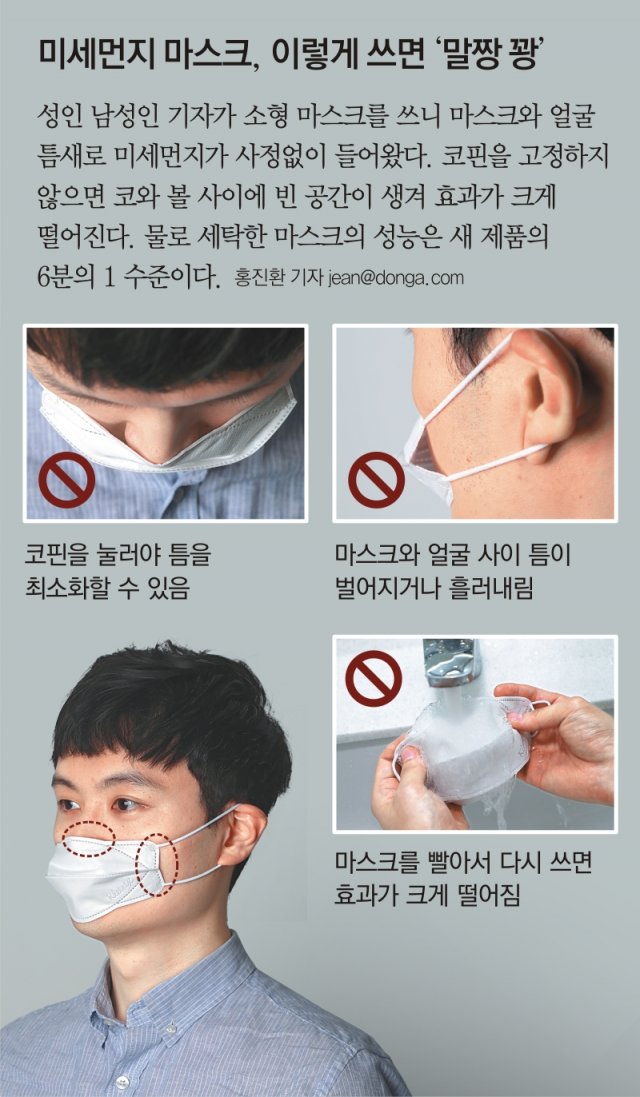 미세먼지 마스크, 이렇게 쓰면 ‘말짱 꽝’
성인 남성인 기자가 소형 마스크를 쓰니 마스크와 얼굴
틈새로 미세먼지가 사정없이 들어왔다. 코핀을 고정하지
않으면 코와 볼 사이에 빈 공간이 생겨 효과가 크게
떨어진다. 물로 세탁한 마스크의 성능은 새 제품의
6분의 1 수준이다. 홍진환 기자 jean@donga.com
코핀을 눌러야 틈을
최소화할 수 있음
마스크와 얼굴 사이 틈이
벌어지거나 흘러내림
마스크를 빨아서 다시 쓰면
효과가 크게 떨어짐